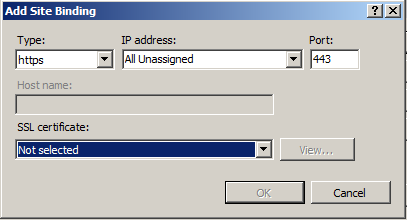 Add Site Binding
Type: IP address: Port:
https All Unassigned 443
Host name:
SSL certificate:
Not selected View...
OK Cancel